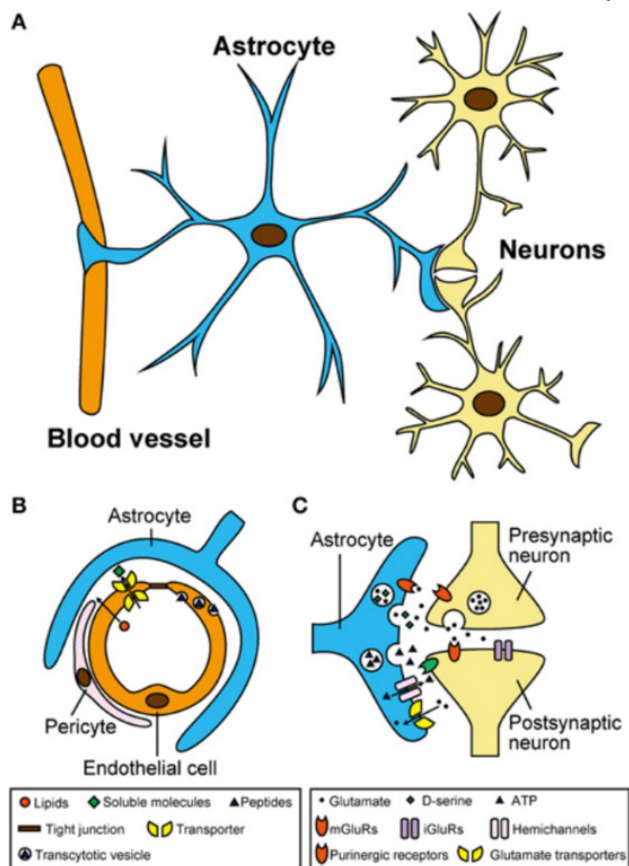 A
Astrocyte
Neurons
Blood vessel
B
Astrocyte
Pericyte
Endothelial cell
Lipids Soluble molecules Peptides
Tight junction Transporter
Transcytotic vesicle
C
Astrocyte
Presynaptic
neuron
Postsynaptic
neuron
Glutamate D-serine ATP
mGluRs iGluRs Hemichannels
Purinergic receptors Glutamate transporters